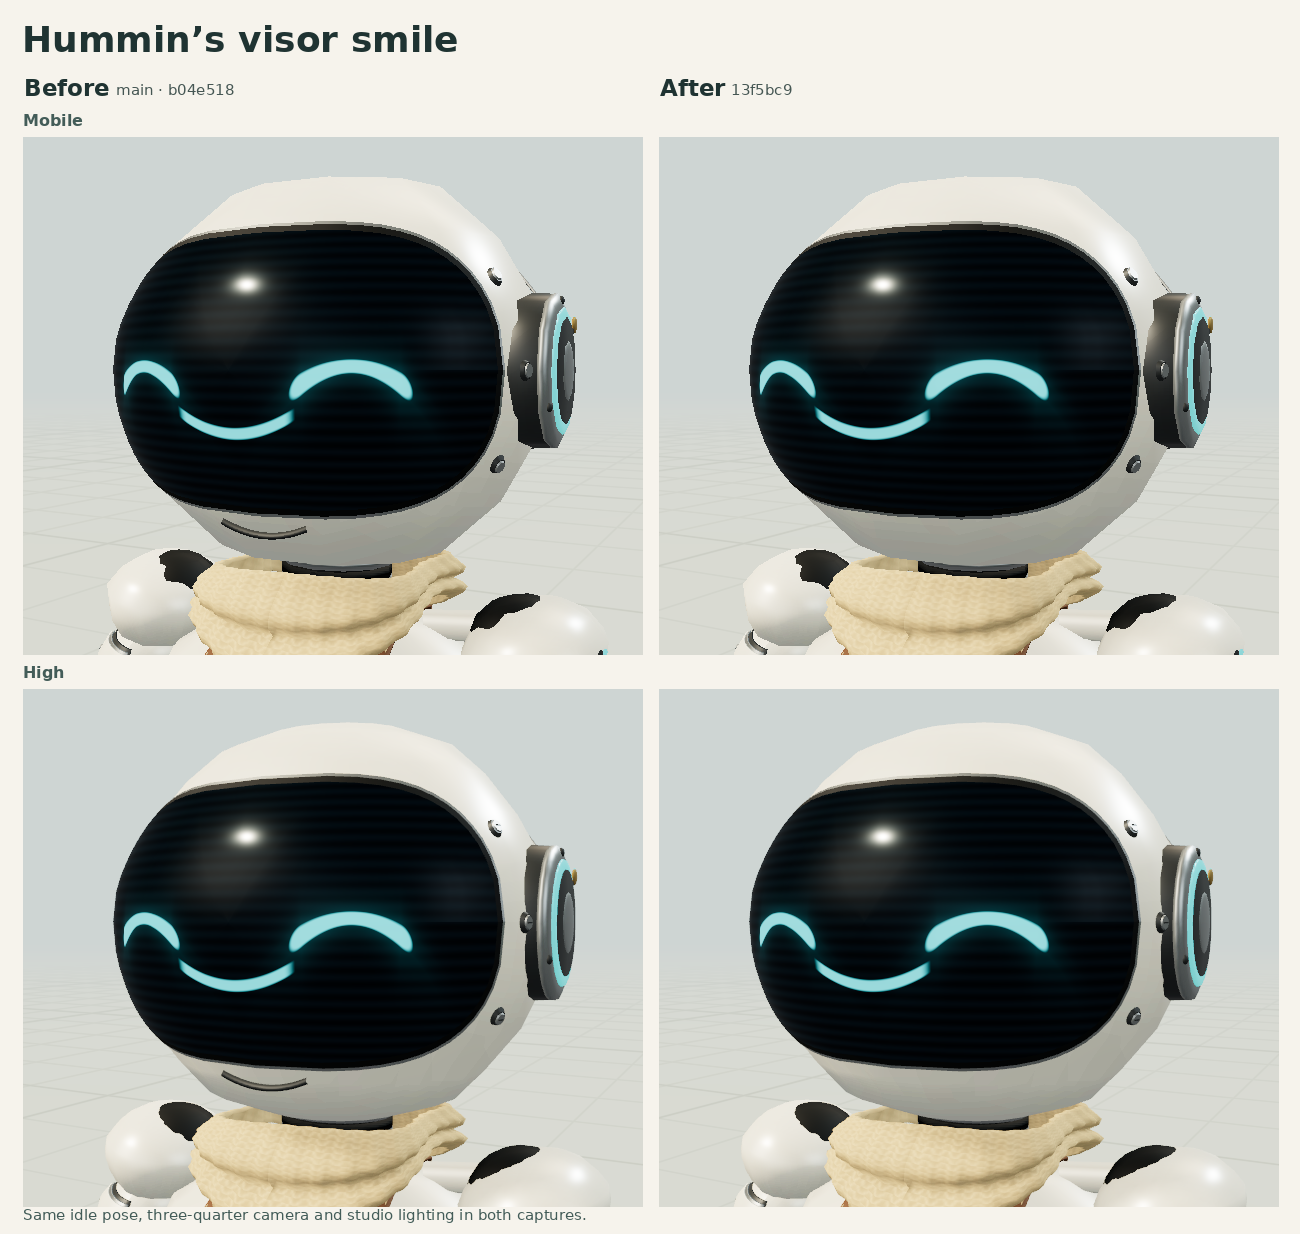 Hummin’s visor smile
Before main · b04e518
After 13f5bc9
Mobile
High
Same idle pose, three-quarter camera and studio lighting in both captures.